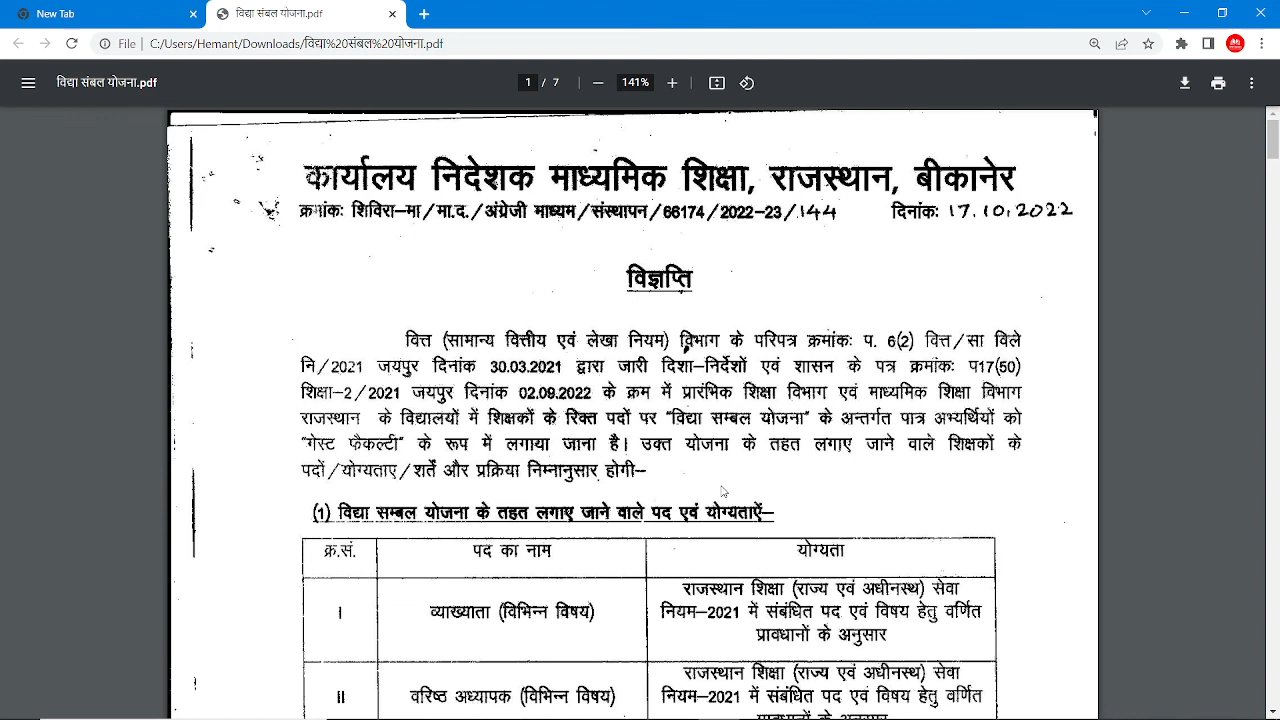 New Tab
विद्या संबल योजना.pdf
File
C:/Users/Hemant/Downloads/विद्या%20संबल%20योजना.pdf
विद्या संबल योजना.pdf
1 / 7
141%
कार्यालय निदेशक माध्यमिक शिक्षा, राजस्थान, बीकानेर
क्रमांकः शिविरा–मा/मा.द./अंग्रेजी माध्यम/संस्थापन/66174/2022-23/144 दिनांकः 17.10.2022
विज्ञप्ति
वित्त (सामान्य वित्तीय एवं लेखा नियम) विभाग के परिपत्र क्रमांकः प. 6(2) वित्त/सा विले
नि/2021 जयपुर दिनांक 30.03.2021 द्वारा जारी दिशा–निर्देशों एवं शासन के पत्र क्रमांकः प17(50)
शिक्षा–2/2021 जयपुर दिनांक 02.09.2022 के क्रम में प्रारंभिक शिक्षा विभाग एवं माध्यमिक शिक्षा विभाग
राजस्थान के विद्यालयों में शिक्षकों के रिक्त पदों पर "विद्या सम्बल योजना" के अन्तर्गत पात्र अभ्यर्थियों को
"गेस्ट फैकल्टी" के रूप में लगाया जाना है। उक्त योजना के तहत लगाए जाने वाले शिक्षकों के
पदों/योग्यताए/शर्तें और प्रक्रिया निम्नानुसार होगी–
(1) विद्या सम्बल योजना के तहत लगाए जाने वाले पद एवं योग्यताऐं–
क्र.सं. पद का नाम योग्यता
I व्याख्याता (विभिन्न विषय) राजस्थान शिक्षा (राज्य एवं अधीनस्थ) सेवा
नियम–2021 में संबंधित पद एवं विषय हेतु वर्णित
प्रावधानों के अनुसार
II वरिष्ठ अध्यापक (विभिन्न विषय) राजस्थान शिक्षा (राज्य एवं अधीनस्थ) सेवा
नियम–2021 में संबंधित पद एवं विषय हेतु वर्णित